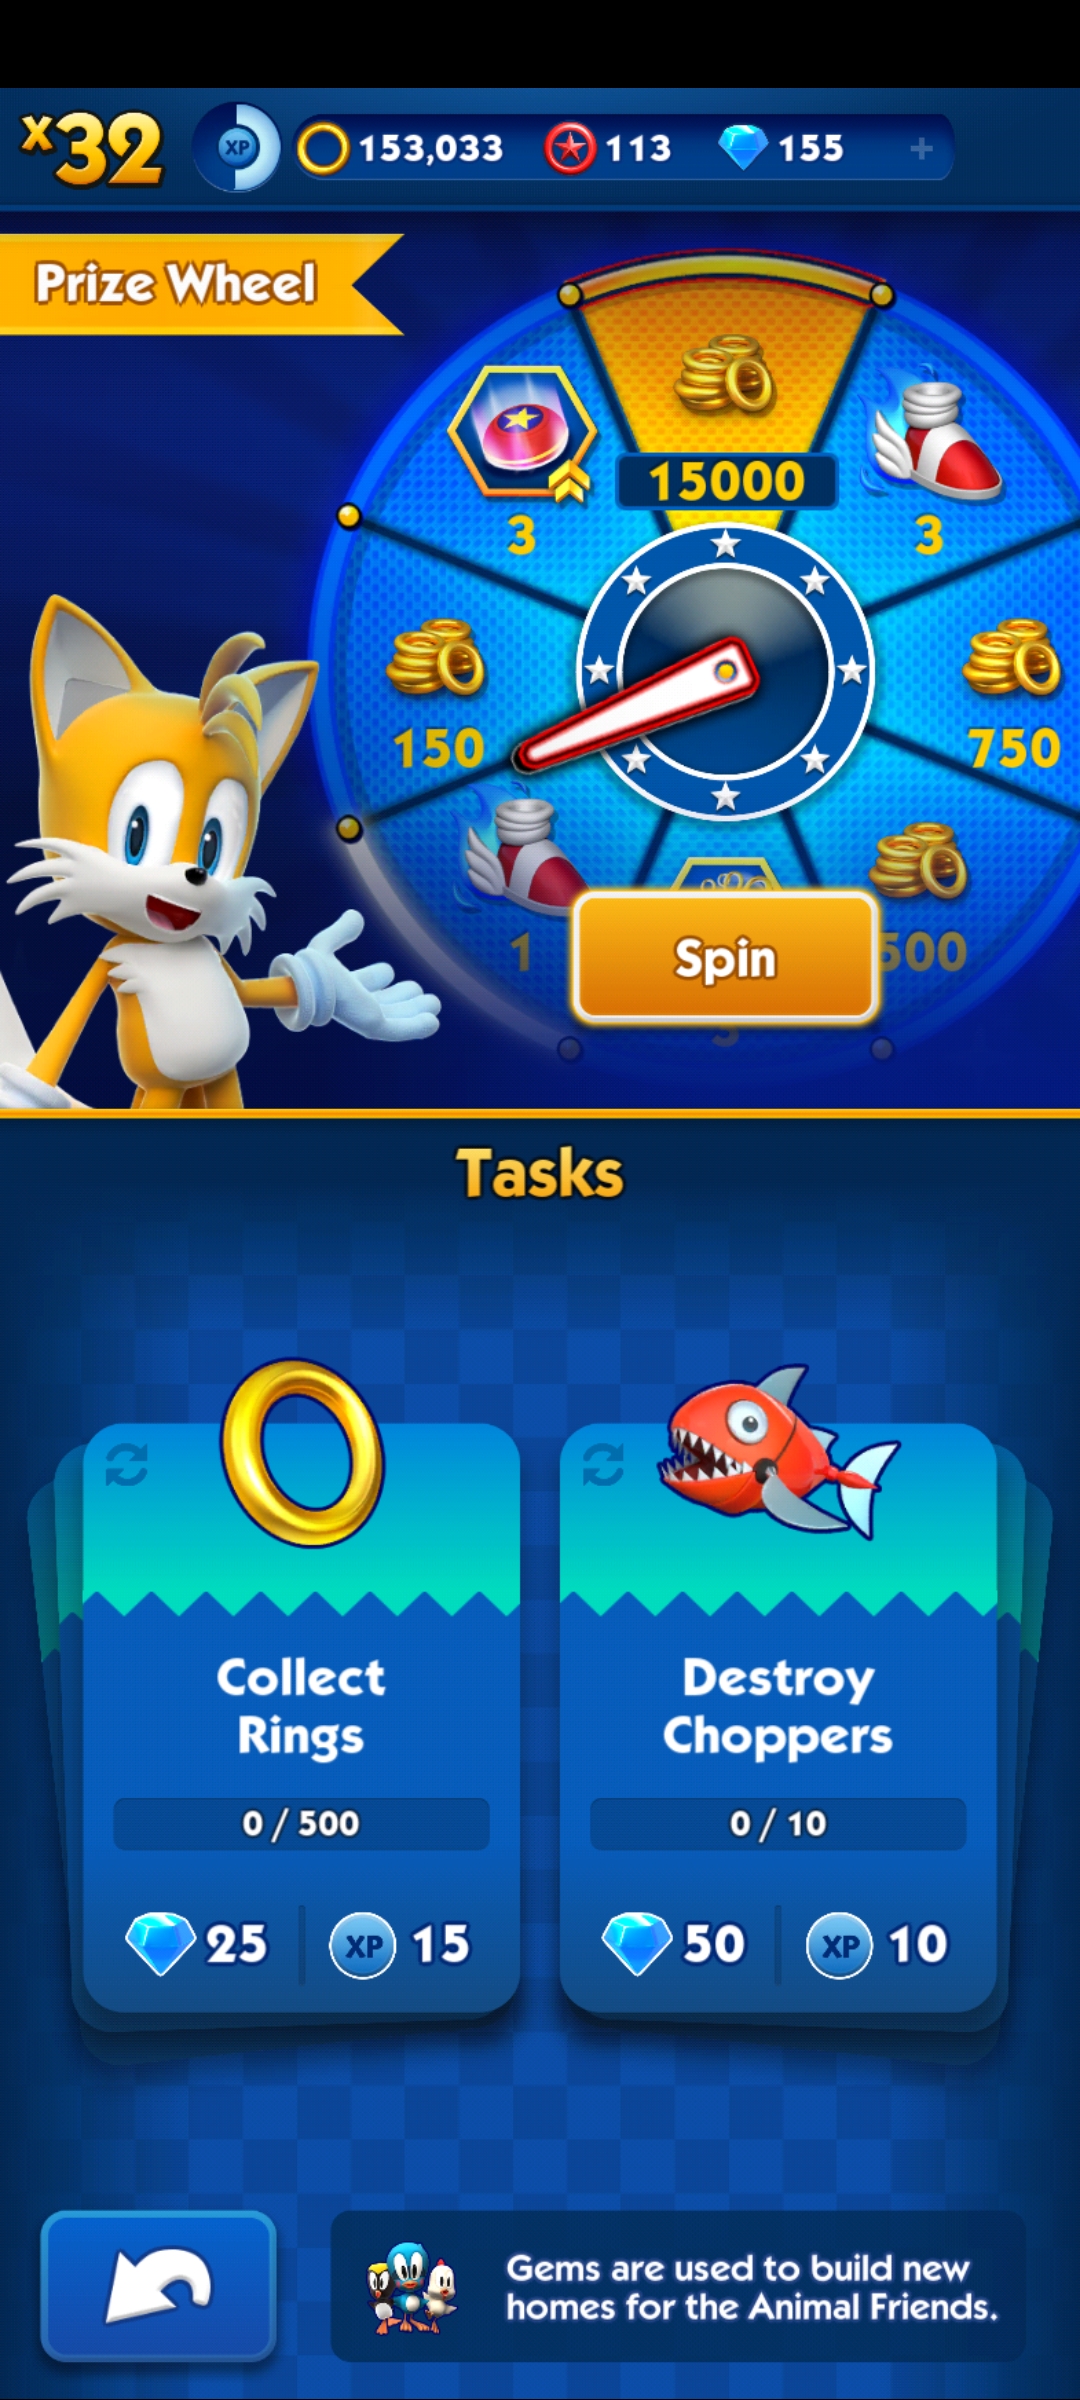 x32
XP
153,033
113
155
+
Prize Wheel
15000
3
3
150
750
1
Spin
Tasks
Collect
Rings
0 / 500
25
XP
15
Destroy
Choppers
0 / 10
50
XP
10
Gems are used to build new
homes for the Animal Friends.